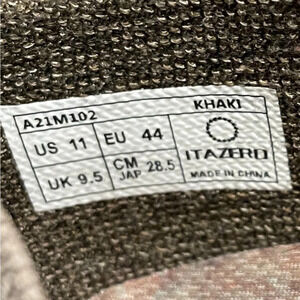 A21M102 KHAKI
US 11 EU 44
ITAZERO
UK 9.5 CM JAP 28.5
MADE IN CHINA